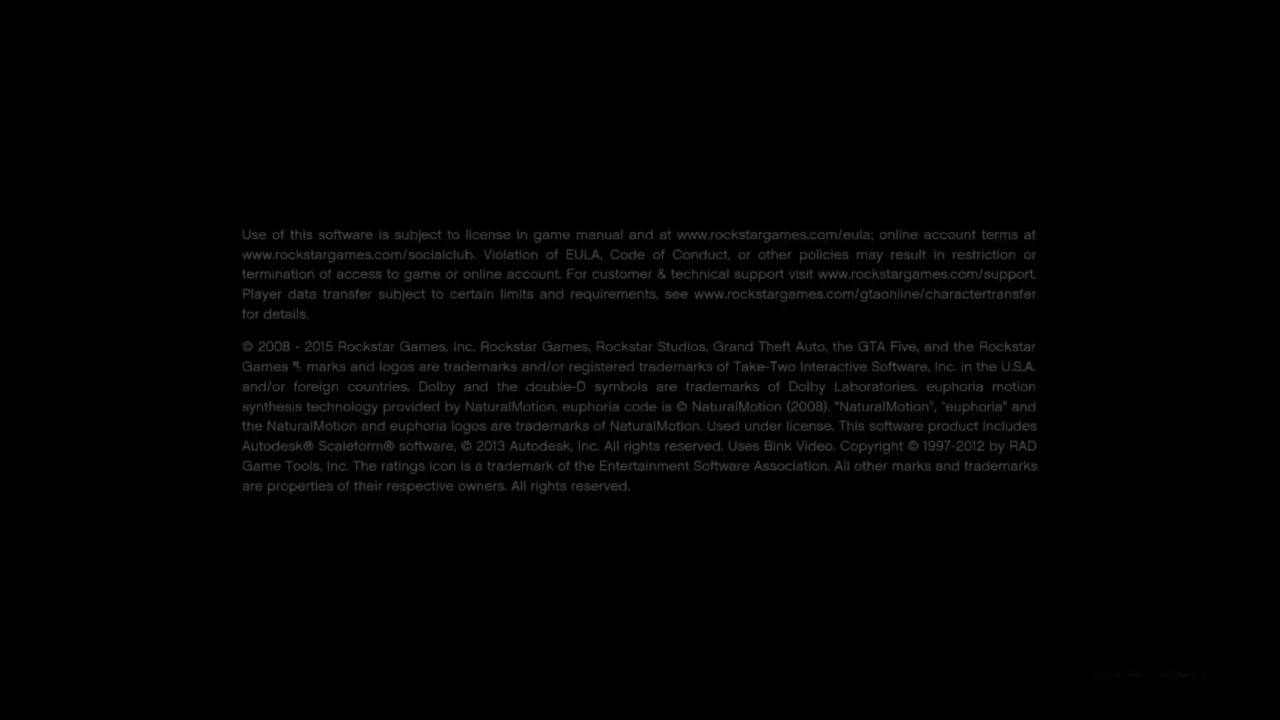 Use of this software is subject to license in game manual and at www.rockstargames.com/eula; online account terms at
www.rockstargames.com/socialclub. Violation of EULA, Code of Conduct, or other policies may result in restriction or
termination of access to game or online account. For customer & technical support visit www.rockstargames.com/support.
Player data transfer subject to certain limits and requirements, see www.rockstargames.com/gtaonline/charactertransfer
for details.
© 2008 - 2015 Rockstar Games, Inc. Rockstar Games, Rockstar Studios, Grand Theft Auto, the GTA Five, and the Rockstar
Games R* marks and logos are trademarks and/or registered trademarks of Take-Two Interactive Software, Inc. in the U.S.A.
and/or foreign countries. Dolby and the double-D symbols are trademarks of Dolby Laboratories. euphoria motion
synthesis technology provided by NaturalMotion. euphoria code is © NaturalMotion (2008). "NaturalMotion", "euphoria" and
the NaturalMotion and euphoria logos are trademarks of NaturalMotion. Used under license. This software product includes
Autodesk® Scaleform® software, © 2013 Autodesk, Inc. All rights reserved. Uses Bink Video. Copyright © 1997-2012 by RAD
Game Tools, Inc. The ratings icon is a trademark of the Entertainment Software Association. All other marks and trademarks
are properties of their respective owners. All rights reserved.